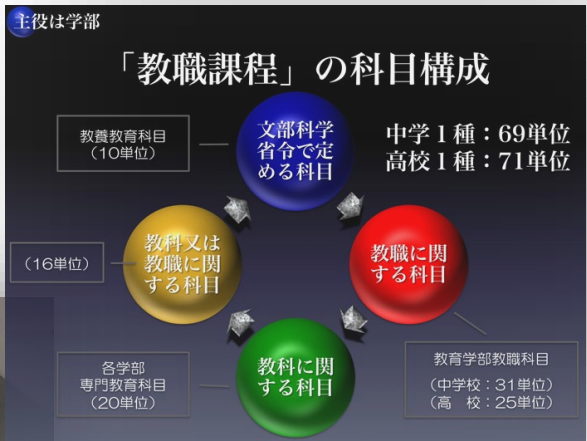 主役は学部
「教職課程」の科目構成
教養教育科目
（10単位）
文部科学
省令で定
める科目
中学１種：69単位
高校１種：71単位
（16単位）
教科又は
教職に関
する科目
教職に関
する科目
各学部
専門教育科目
（20単位）
教科に関
する科目
教育学部教職科目
（中学校：31単位）
（高　校：25単位）